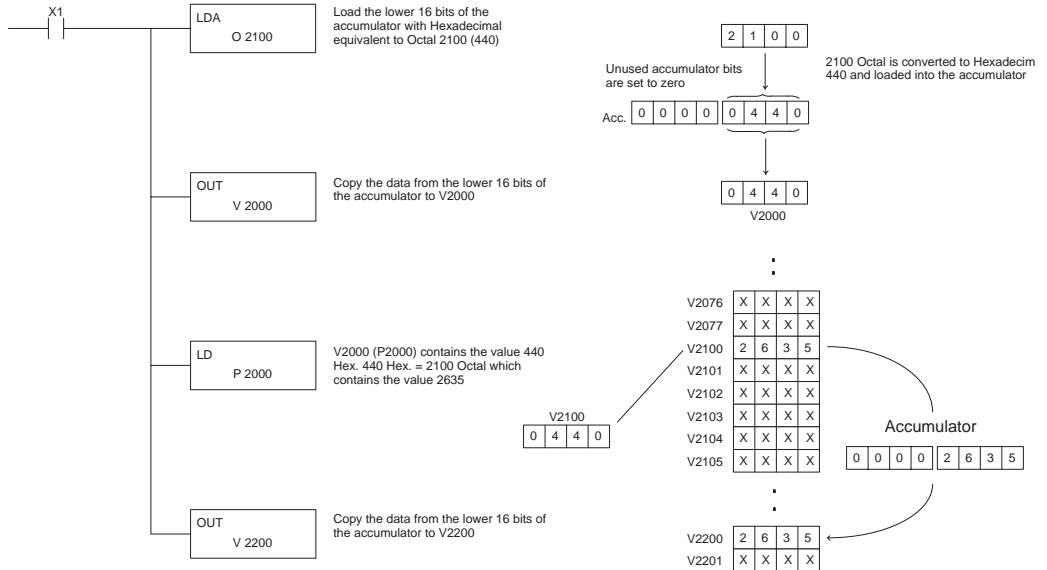 X1
LDA
O 2100
Load the lower 16 bits of the
accumulator with Hexadecimal
equivalent to Octal 2100 (440)
2 1 0 0
Unused accumulator bits
are set to zero
2100 Octal is converted to Hexadecim
440 and loaded into the accumulator
Acc. 0 0 0 0 0 4 4 0
OUT
V 2000
Copy the data from the lower 16 bits of
the accumulator to V2000
0 4 4 0
V2000
LD
P 2000
V2000 (P2000) contains the value 440
Hex. 440 Hex. = 2100 Octal which
contains the value 2635
V2100
0 4 4 0
V2076 X X X X
V2077 X X X X
V2100 2 6 3 5
V2101 X X X X
V2102 X X X X
V2103 X X X X
V2104 X X X X
V2105 X X X X
Accumulator
0 0 0 0 2 6 3 5
OUT
V 2200
Copy the data from the lower 16 bits of
the accumulator to V2200
V2200 2 6 3 5
V2201 X X X X